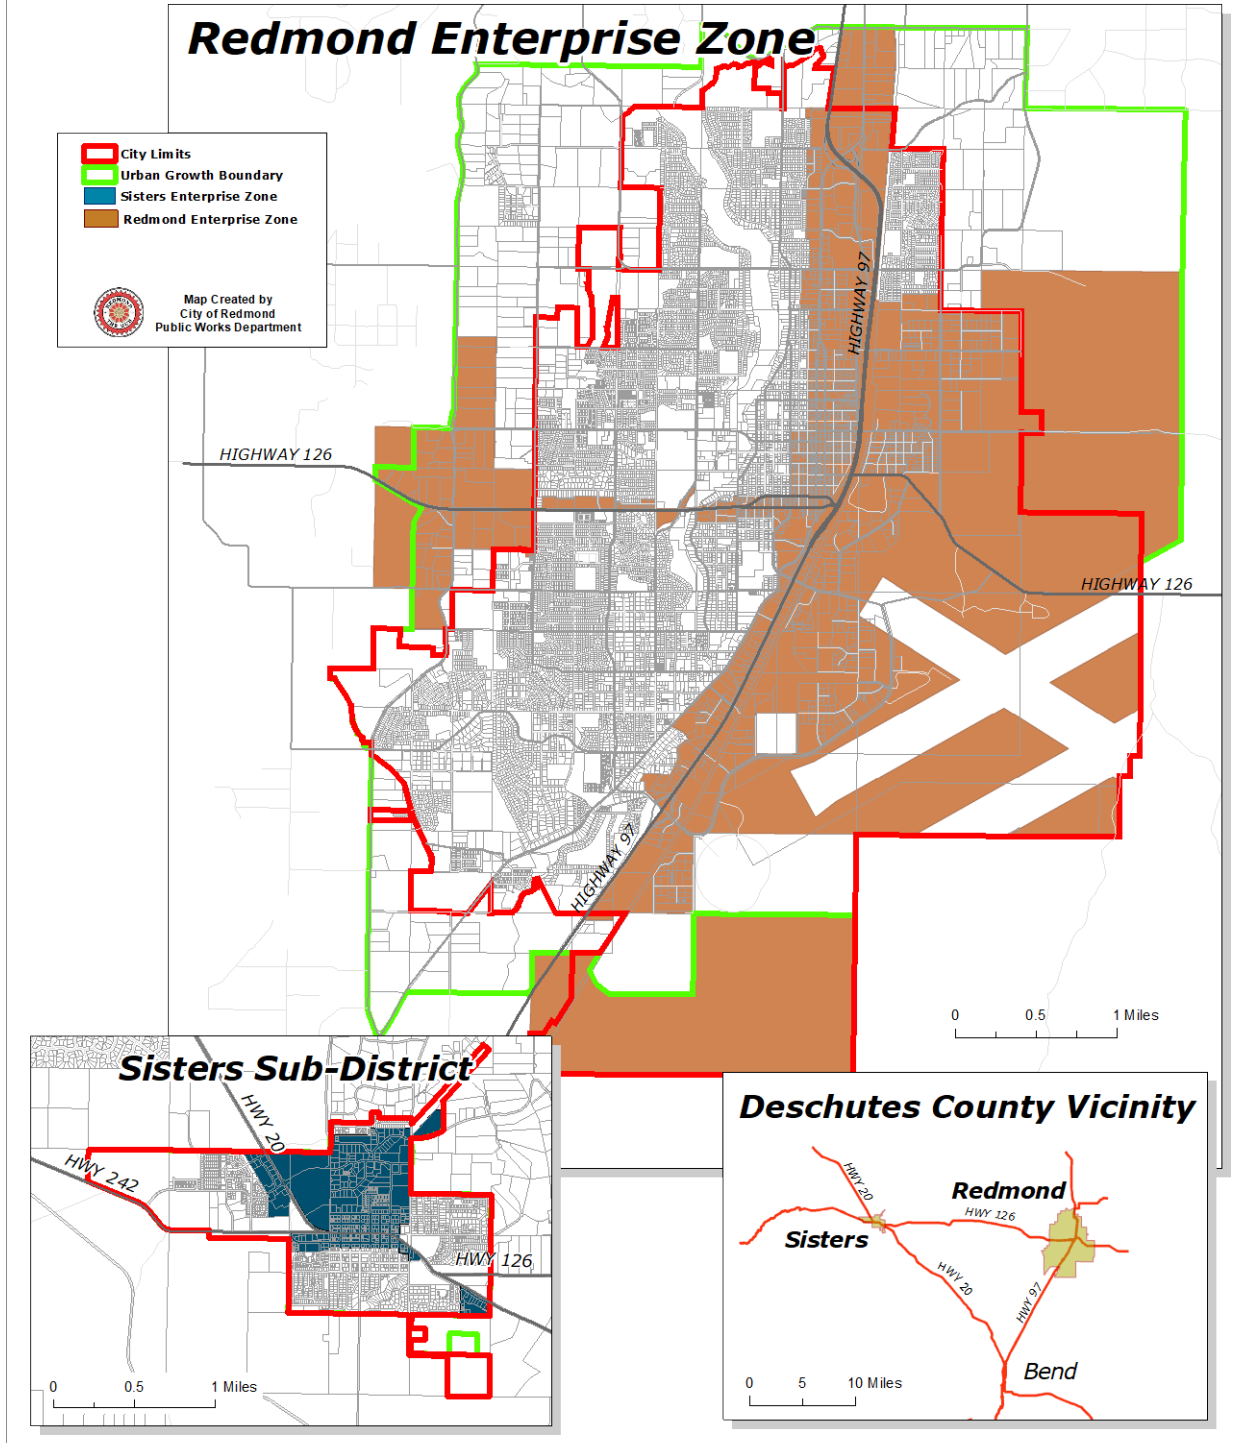 Redmond Enterprise Zone
City Limits
Urban Growth Boundary
Sisters Enterprise Zone
Redmond Enterprise Zone
Map Created by
City of Redmond
Public Works Department
HIGHWAY 97
HIGHWAY 126
HIGHWAY 126
HIGHWAY 97
0 0.5 1 Miles
Sisters Sub-District
HWY 20
HWY 242
HWY 126
0 0.5 1 Miles
Deschutes County Vicinity
HWY 20
Redmond
HWY 126
Sisters
HWY 20
HWY 97
Bend
0 5 10 Miles